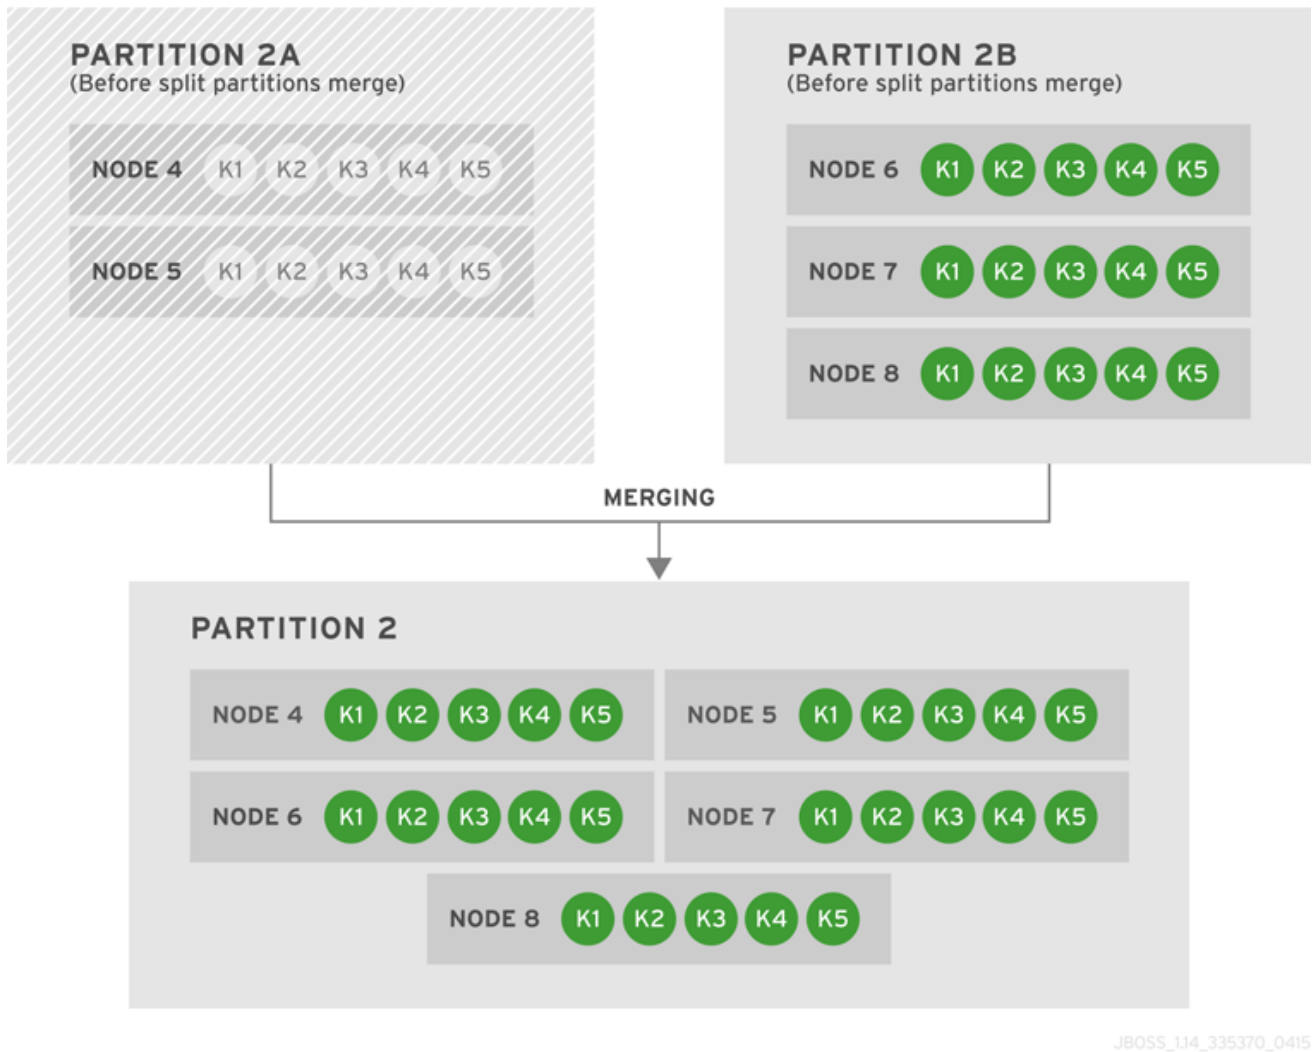 PARTITION 2A
(Before split partitions merge)
NODE 4 K1 K2 K3 K4 K5
NODE 5 K1 K2 K3 K4 K5
PARTITION 2B
(Before split partitions merge)
NODE 6 K1 K2 K3 K4 K5
NODE 7 K1 K2 K3 K4 K5
NODE 8 K1 K2 K3 K4 K5
MERGING
PARTITION 2
NODE 4 K1 K2 K3 K4 K5
NODE 5 K1 K2 K3 K4 K5
NODE 6 K1 K2 K3 K4 K5
NODE 7 K1 K2 K3 K4 K5
NODE 8 K1 K2 K3 K4 K5
JBOSS_1.14_335370_0415